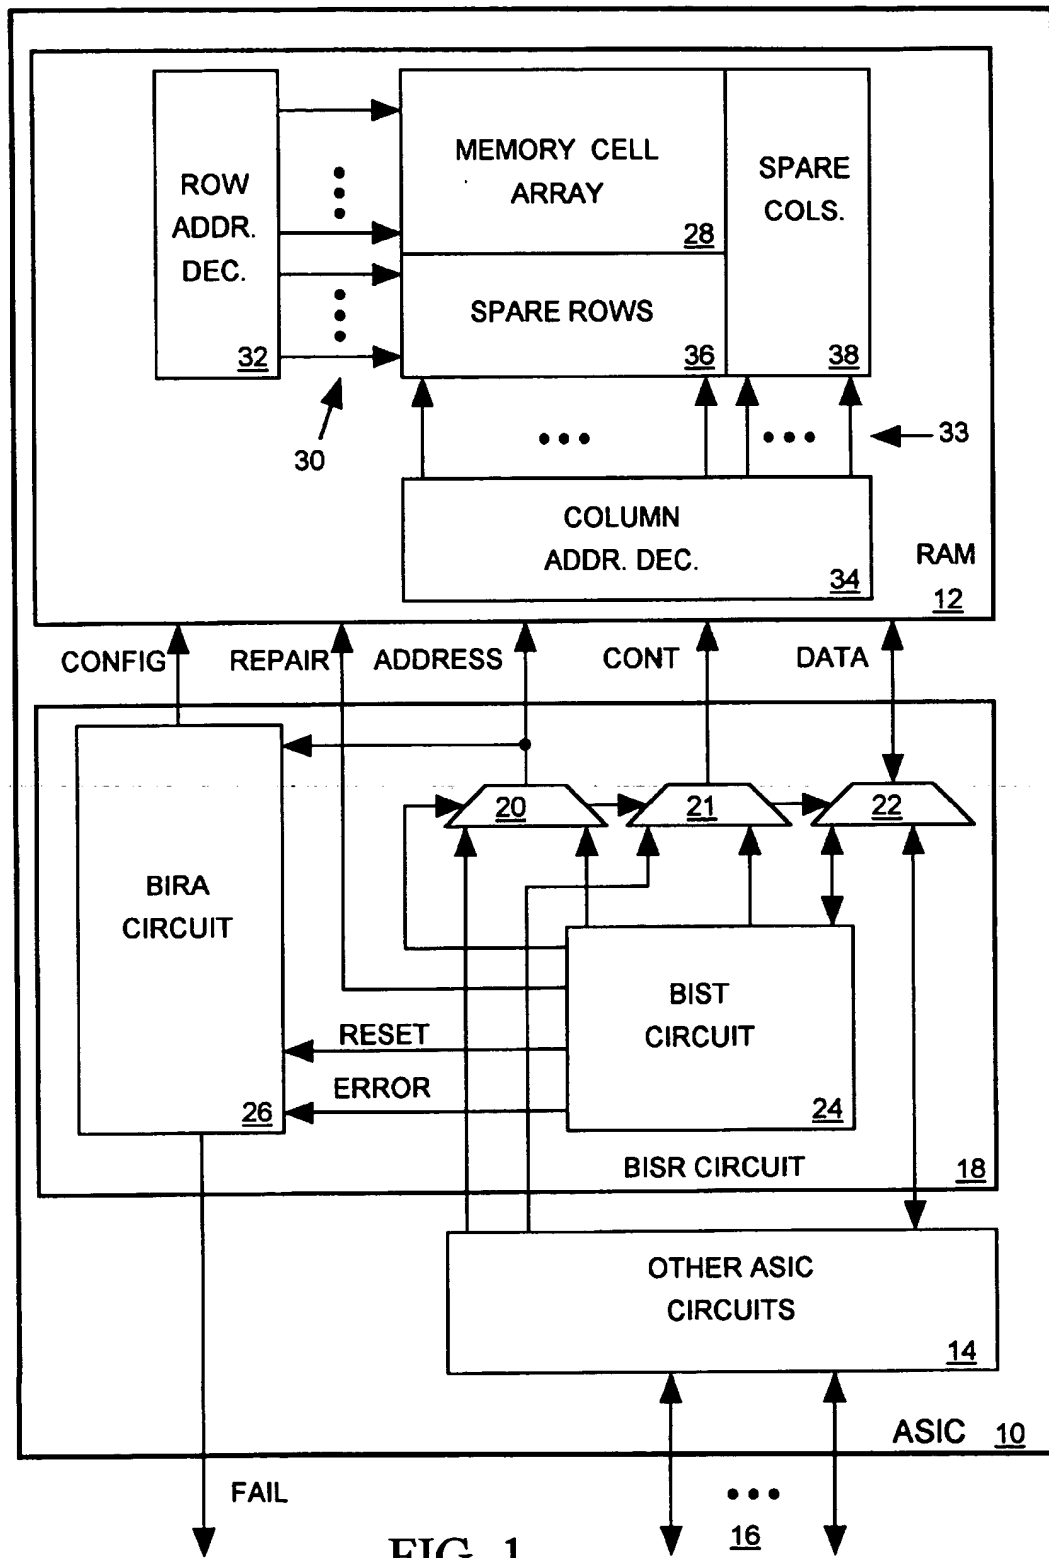 ROW
ADDR.
DEC.
32
MEMORY CELL
ARRAY
28
SPARE
COLS.
38
SPARE ROWS
36
30
33
COLUMN
ADDR. DEC.
34
RAM
12
CONFIG
REPAIR
ADDRESS
CONT
DATA
20
21
22
BIRA
CIRCUIT
26
BIST
CIRCUIT
24
RESET
ERROR
BISR CIRCUIT
18
OTHER ASIC
CIRCUITS
14
ASIC 10
FAIL
16
FIG. 1